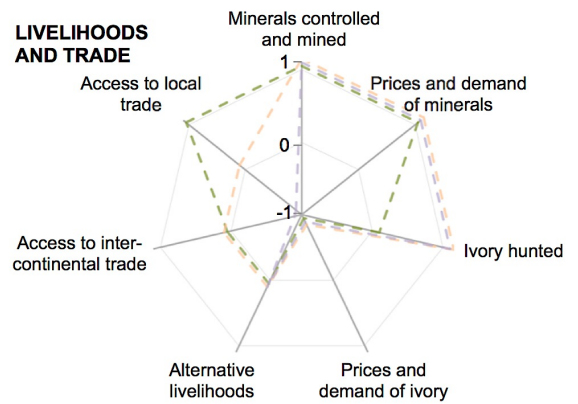 LIVELIHOODS
AND TRADE
Minerals controlled
and mined
1
Access to local
trade
Prices and demand
of minerals
0
-1
Access to inter-
continental trade
Ivory hunted
Alternative
livelihoods
Prices and
demand of ivory